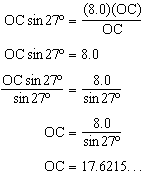 OC sin 27° = (8.0)(OC) / OC
OC sin 27° = 8.0
OC sin 27° / sin 27° = 8.0 / sin 27°
OC = 8.0 / sin 27°
OC = 17.6215...